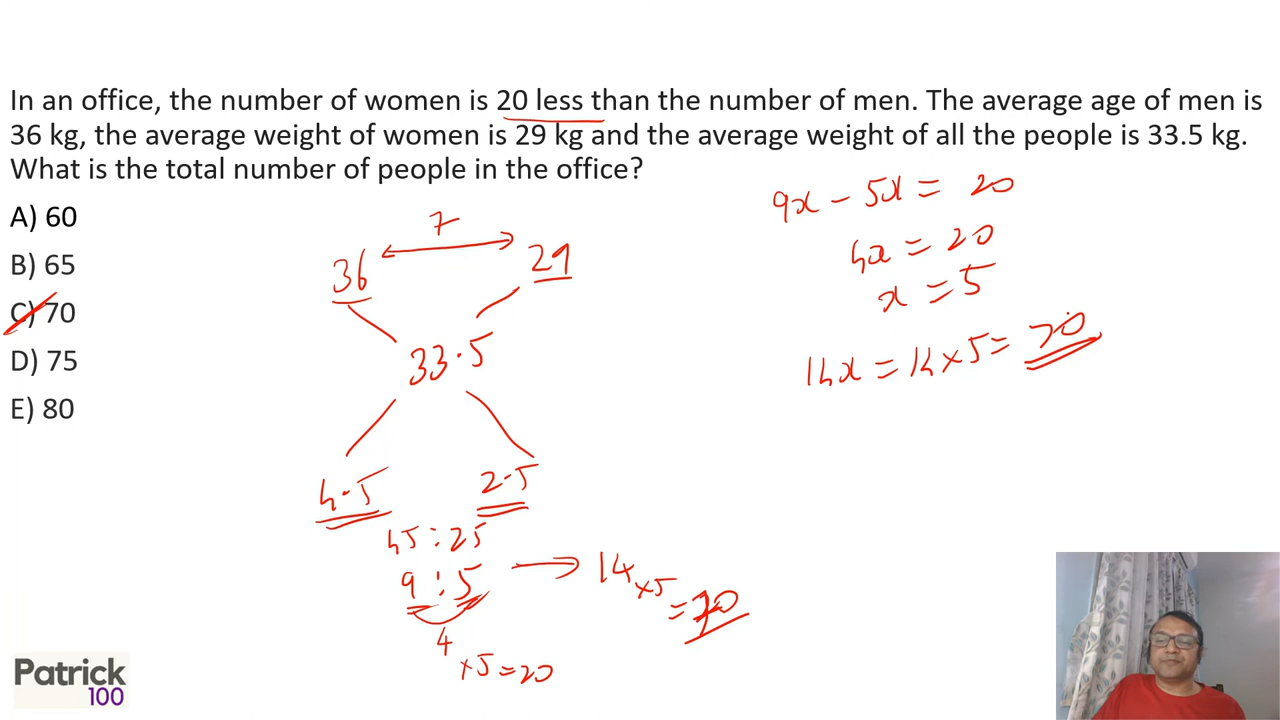 In an office, the number of women is 20 less than the number of men. The average age of men is
36 kg, the average weight of women is 29 kg and the average weight of all the people is 33.5 kg.
What is the total number of people in the office?
A) 60
B) 65
C) 70
D) 75
E) 80
7
36 29
33.5
4.5 2.5
45:25
9:5 → 14 ×5 = 70
4 ×5=20
9x - 5x = 20
4x = 20
x = 5
14x = 14×5= 70
Patrick
100